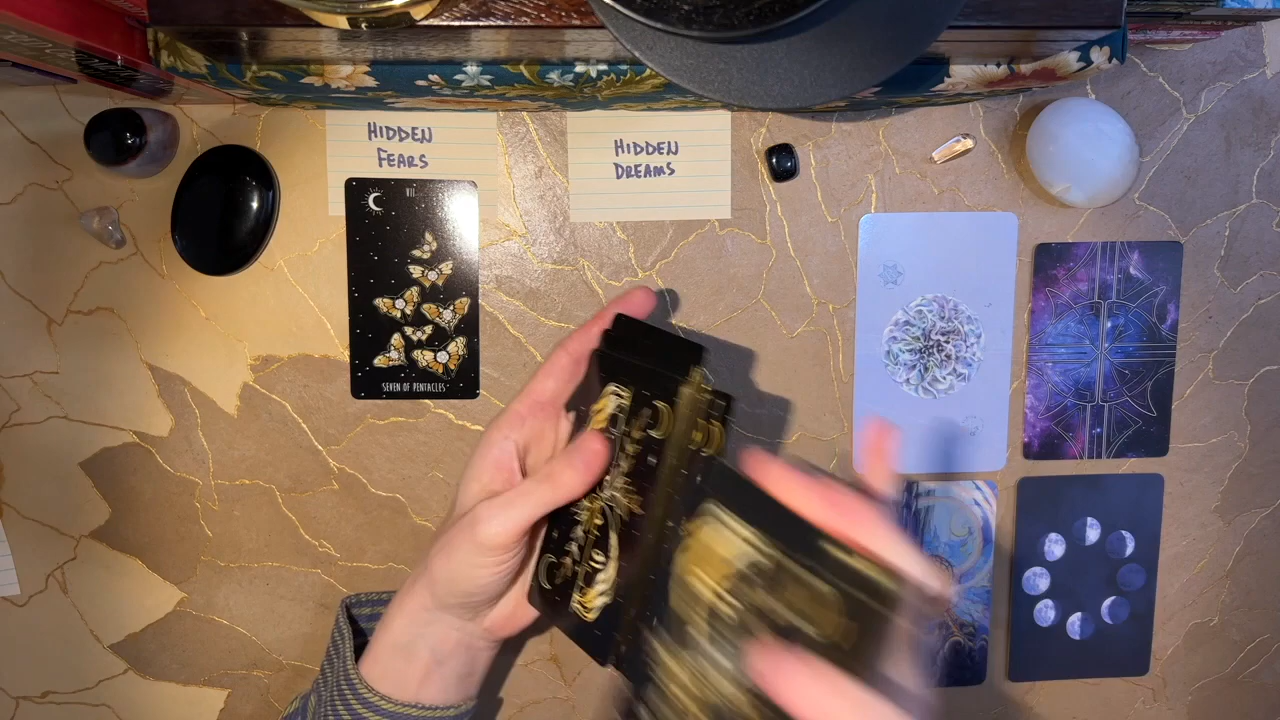 HIDDEN
FEARS
HIDDEN
DREAMS
VII
SEVEN OF PENTACLES